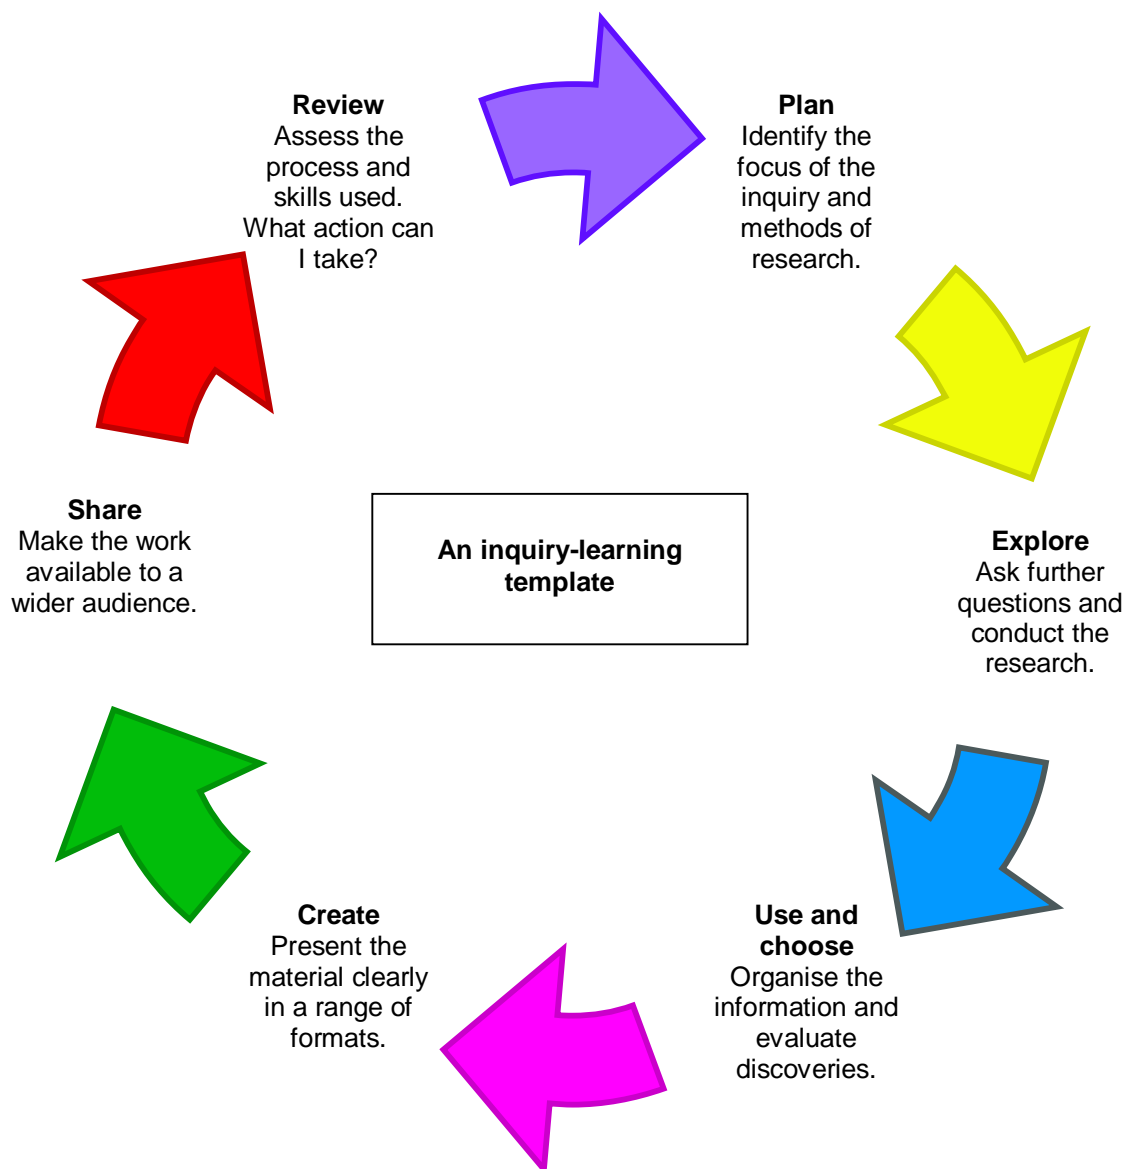 Review
Assess the
process and
skills used.
What action can
I take?
Plan
Identify the
focus of the
inquiry and
methods of
research.
Share
Make the work
available to a
wider audience.
An inquiry-learning
template
Explore
Ask further
questions and
conduct the
research.
Create
Present the
material clearly
in a range of
formats.
Use and
choose
Organise the
information and
evaluate
discoveries.